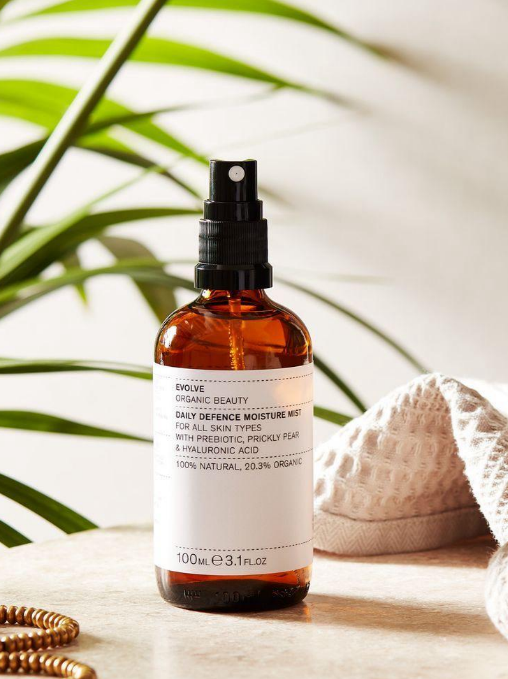 EVOLVE
ORGANIC BEAUTY
DAILY DEFENCE MOISTURE MIST
FOR ALL SKIN TYPES
WITH PREBIOTIC, PRICKLY PEAR
& HYALURONIC ACID
100% NATURAL, 20.3% ORGANIC
100ML ℮ 3.1FL.OZ